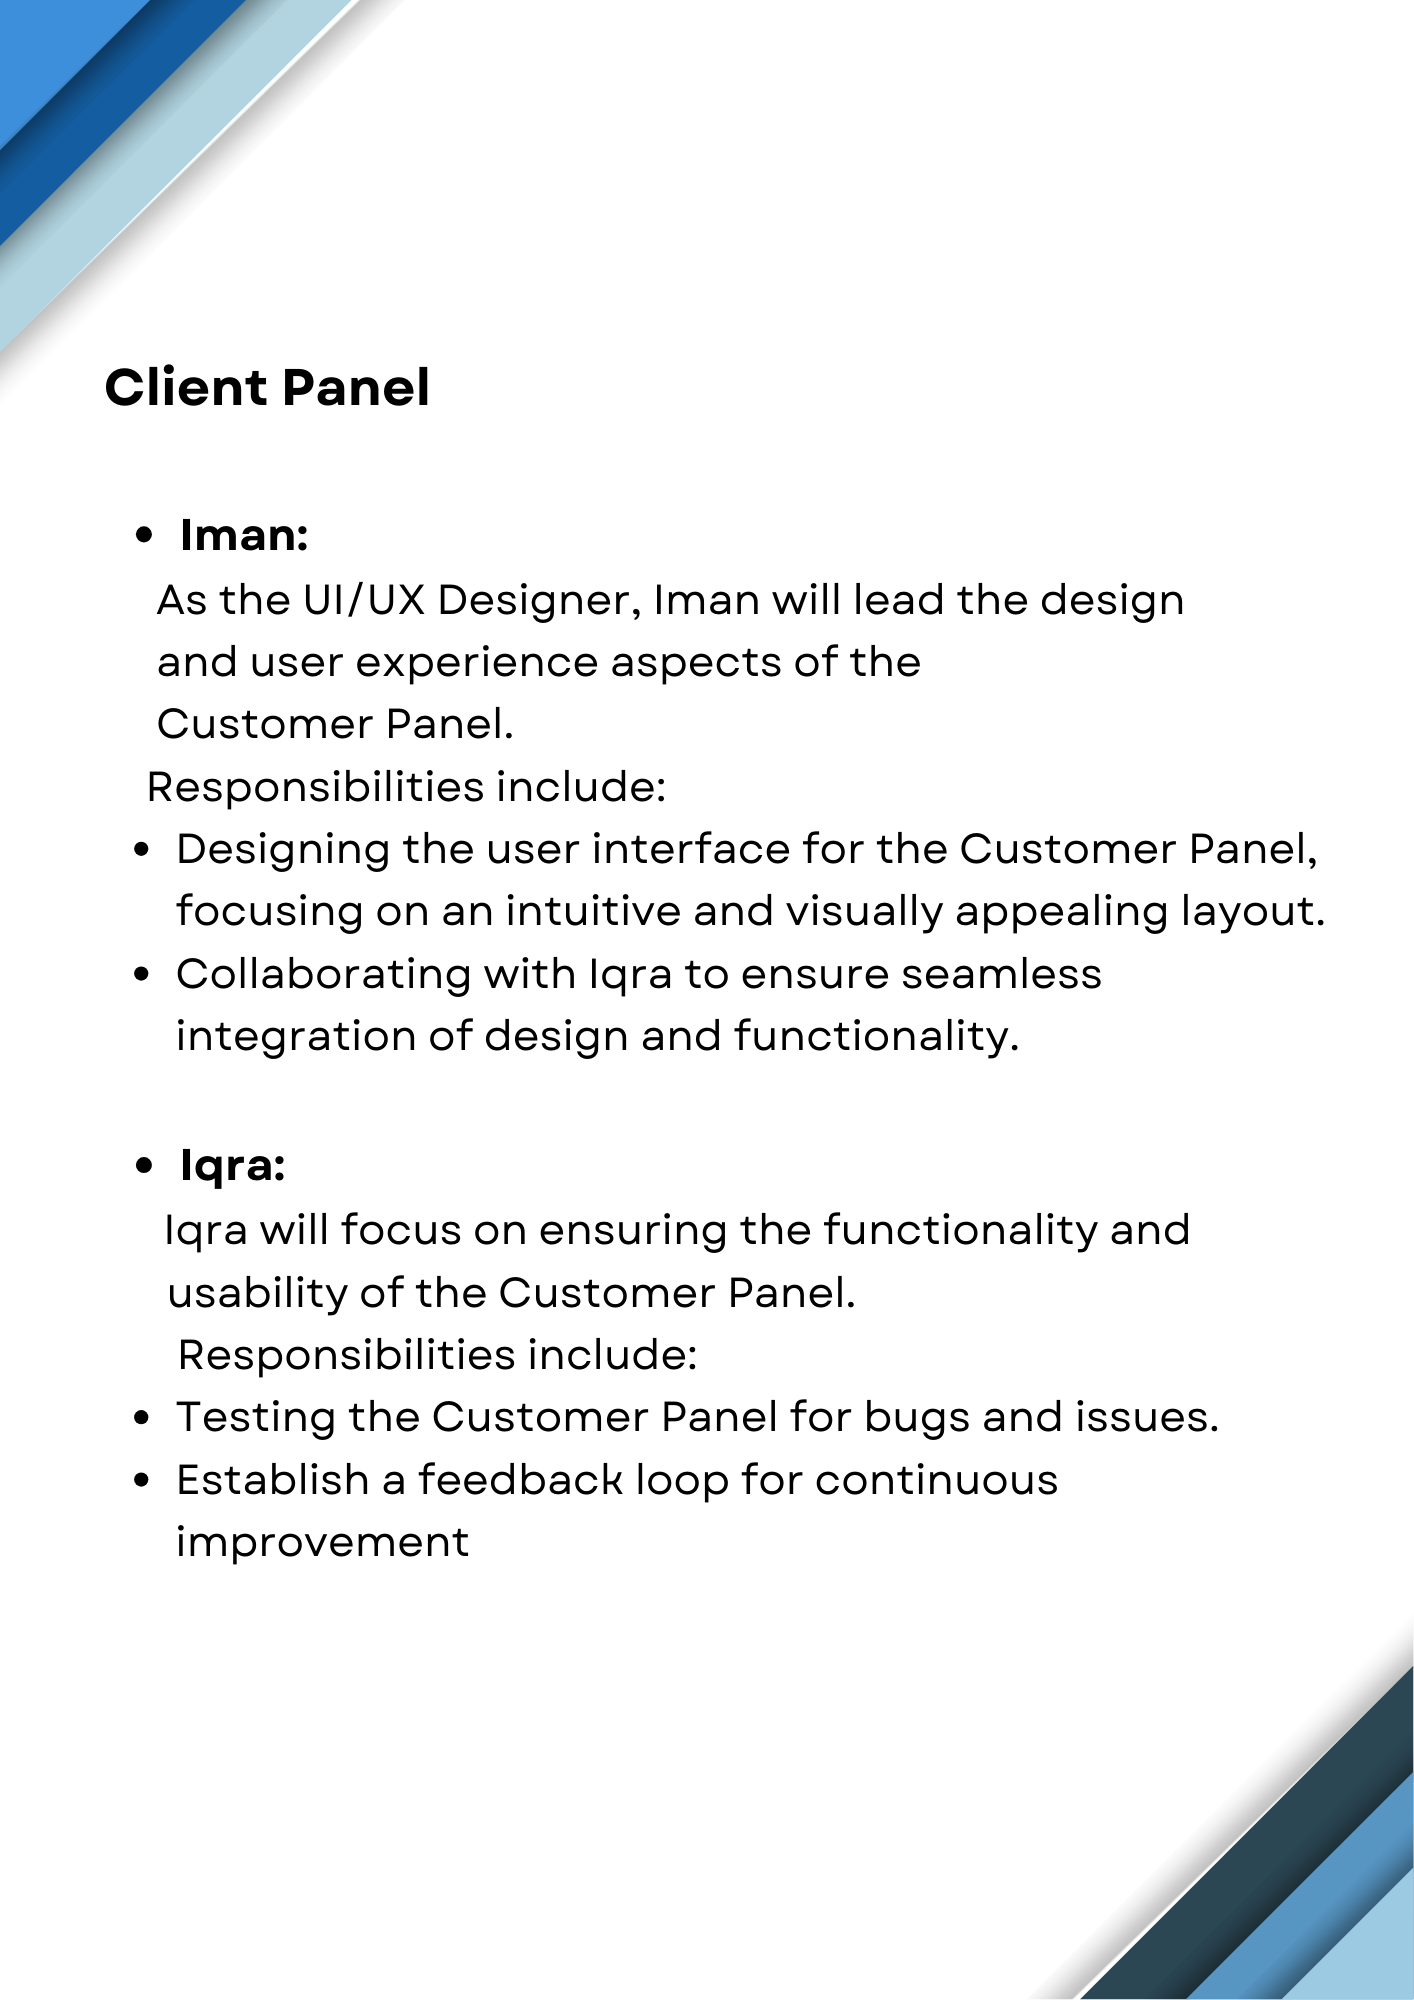 Client Panel
• Iman:
As the UI/UX Designer, Iman will lead the design
and user experience aspects of the
Customer Panel.
Responsibilities include:
• Designing the user interface for the Customer Panel,
focusing on an intuitive and visually appealing layout.
• Collaborating with Iqra to ensure seamless
integration of design and functionality.
• Iqra:
Iqra will focus on ensuring the functionality and
usability of the Customer Panel.
Responsibilities include:
• Testing the Customer Panel for bugs and issues.
• Establish a feedback loop for continuous
improvement